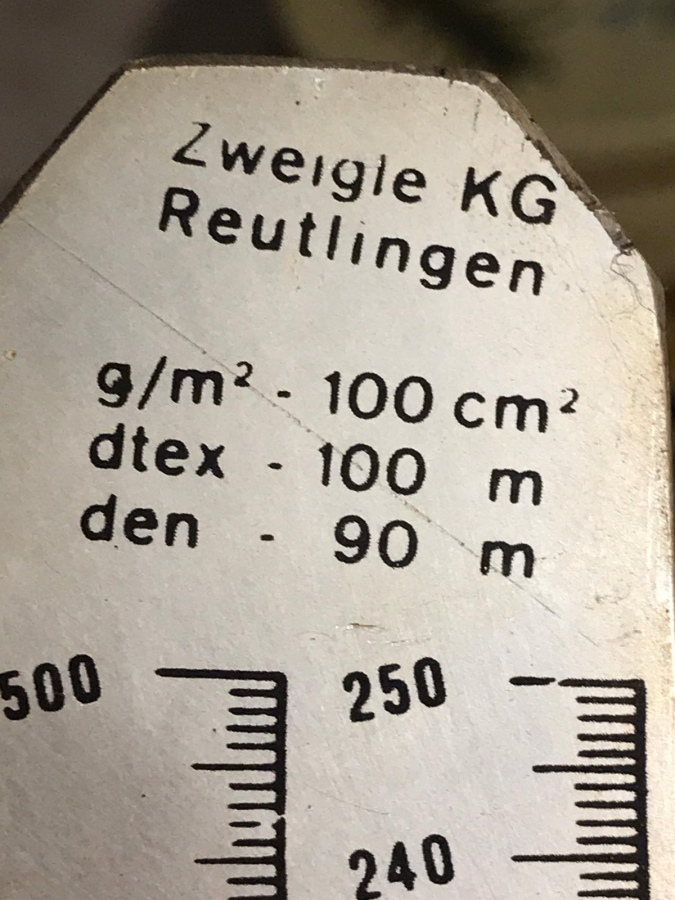 Zweigle KG
Reutlingen
g/m² - 100 cm²
dtex - 100 m
den - 90 m
500 250
240